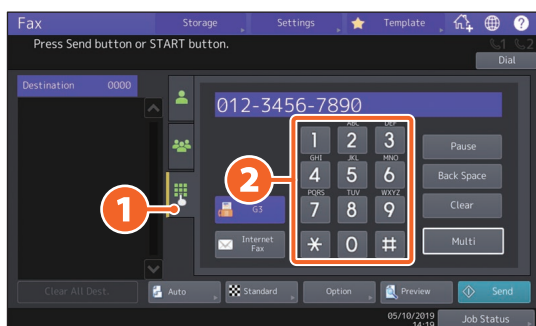 Fax
Storage
Settings
Template
?
1 2
Press Send button or START button.
Dial
Destination 0000
012-3456-7890
ABC DEF
1 2 3
GHI JKL MNO
4 5 6
PQRS TUV WXYZ
7 8 9
* 0 #
2
1
Pause
Back Space
Clear
Multi
G3
Internet
Fax
Clear All Dest.
Auto
Standard
Option
Preview
Send
05/10/2019
14:19
Job Status